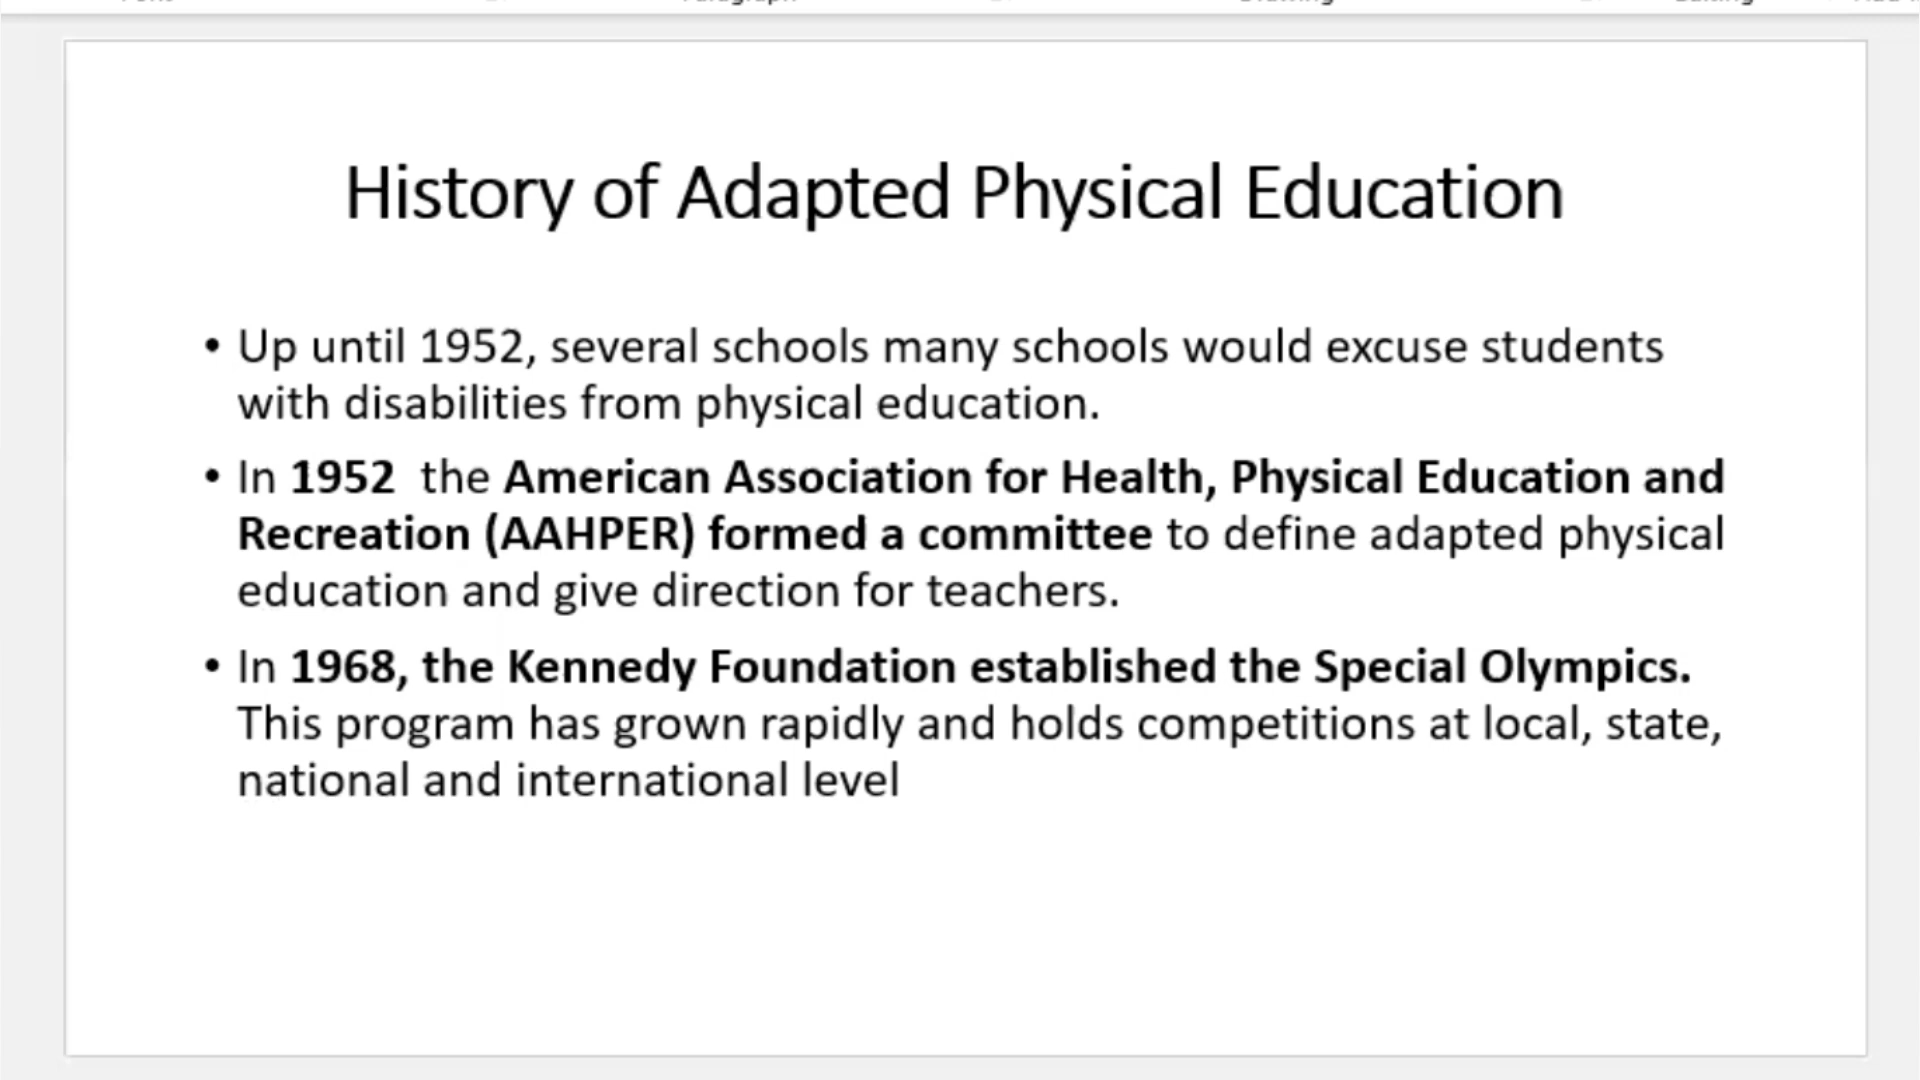 History of Adapted Physical Education
• Up until 1952, several schools many schools would excuse students
with disabilities from physical education.
• In 1952 the American Association for Health, Physical Education and
Recreation (AAHPER) formed a committee to define adapted physical
education and give direction for teachers.
• In 1968, the Kennedy Foundation established the Special Olympics.
This program has grown rapidly and holds competitions at local, state,
national and international level